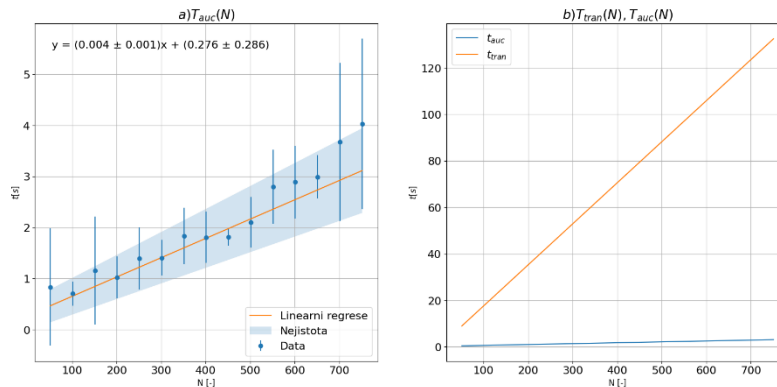 a)T_auc(N)
y = (0.004 ± 0.001)x + (0.276 ± 0.286)
5
4
3
2
1
0
t[s]
Linearni regrese
Nejistota
Data
100 200 300 400 500 600 700
N [-]
b)T_tran(N), T_auc(N)
t_auc
t_tran
120
100
80
60
40
20
0
t[s]
100 200 300 400 500 600 700
N [-]